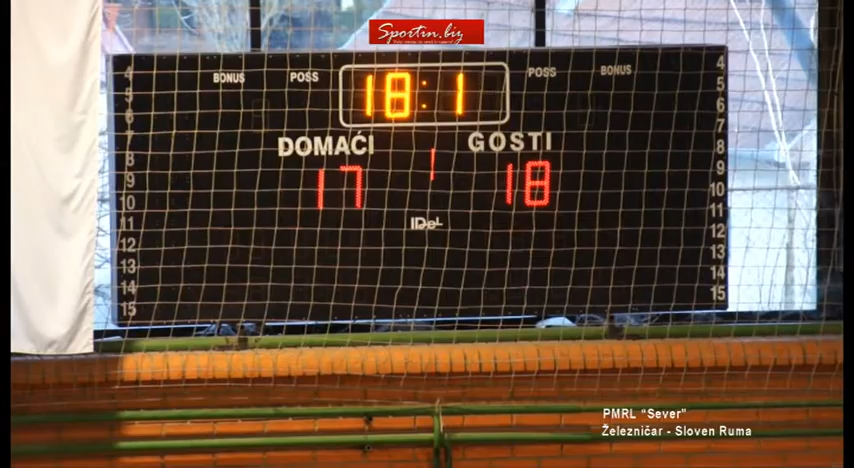 Sportin.biz
4 BONUS POSS 18:1 POSS BONUS 4
5 5
6 6
7 7
DOMAĆI 1 GOSTI
8 8
9 17 18 9
10 10
11 IDeL 11
12 12
13 13
14 14
15 15
PMRL "Sever"
Železničar - Sloven Ruma